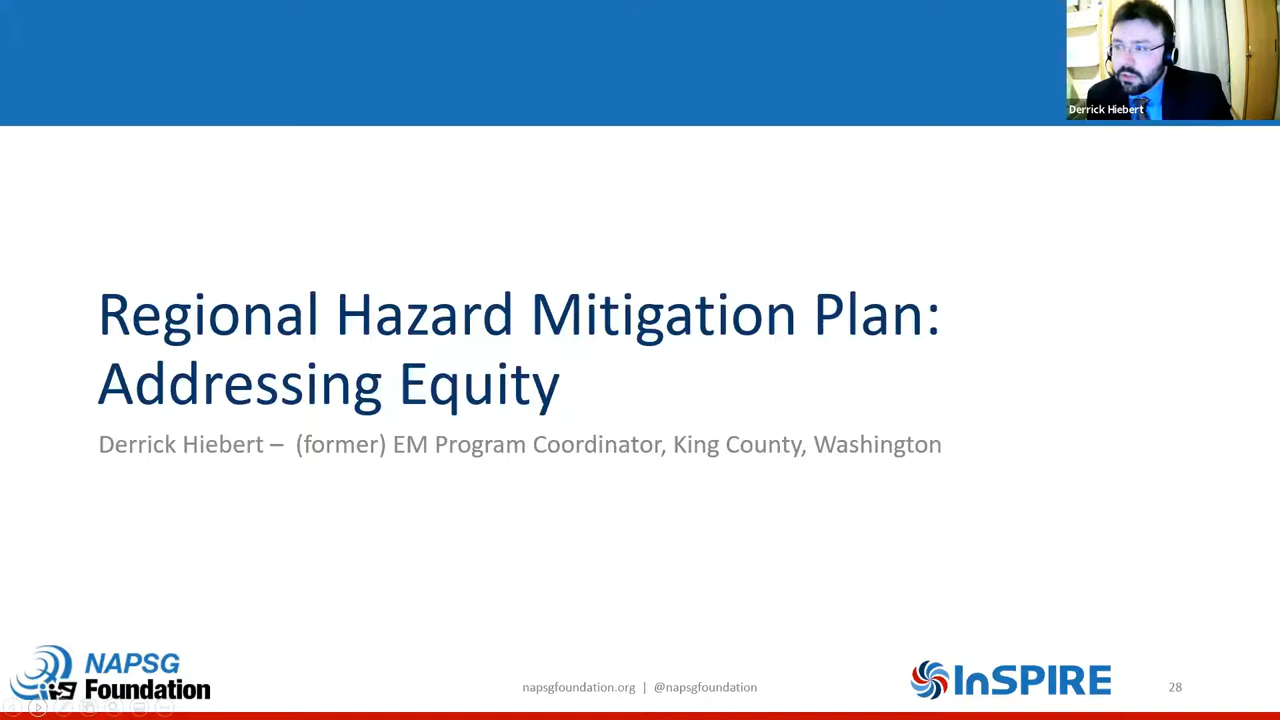 Derrick Hiebert
Regional Hazard Mitigation Plan:
Addressing Equity
Derrick Hiebert – (former) EM Program Coordinator, King County, Washington
NAPSG
Foundation
napsgfoundation.org | @napsgfoundation
InSPIRE
28